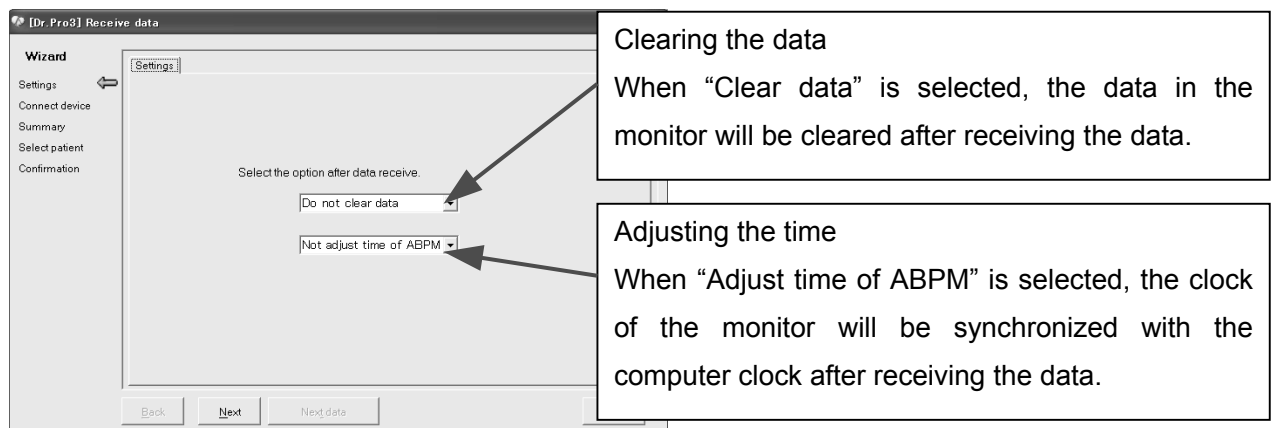 [Dr.Pro3] Receive data
Wizard
Settings
Connect device
Summary
Select patient
Confirmation
Settings
Select the option after data receive.
Do not clear data
Not adjust time of ABPM
Back
Next
Next data
Clearing the data
When “Clear data” is selected, the data in the
monitor will be cleared after receiving the data.
Adjusting the time
When “Adjust time of ABPM” is selected, the clock
of the monitor will be synchronized with the
computer clock after receiving the data.